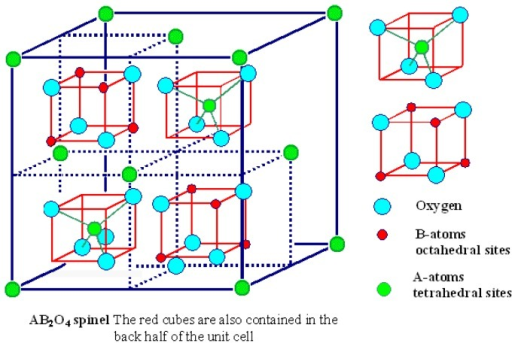 Oxygen
B-atoms
octahedral sites
A-atoms
tetrahedral sites
AB₂O₄ spinel The red cubes are also contained in the
back half of the unit cell